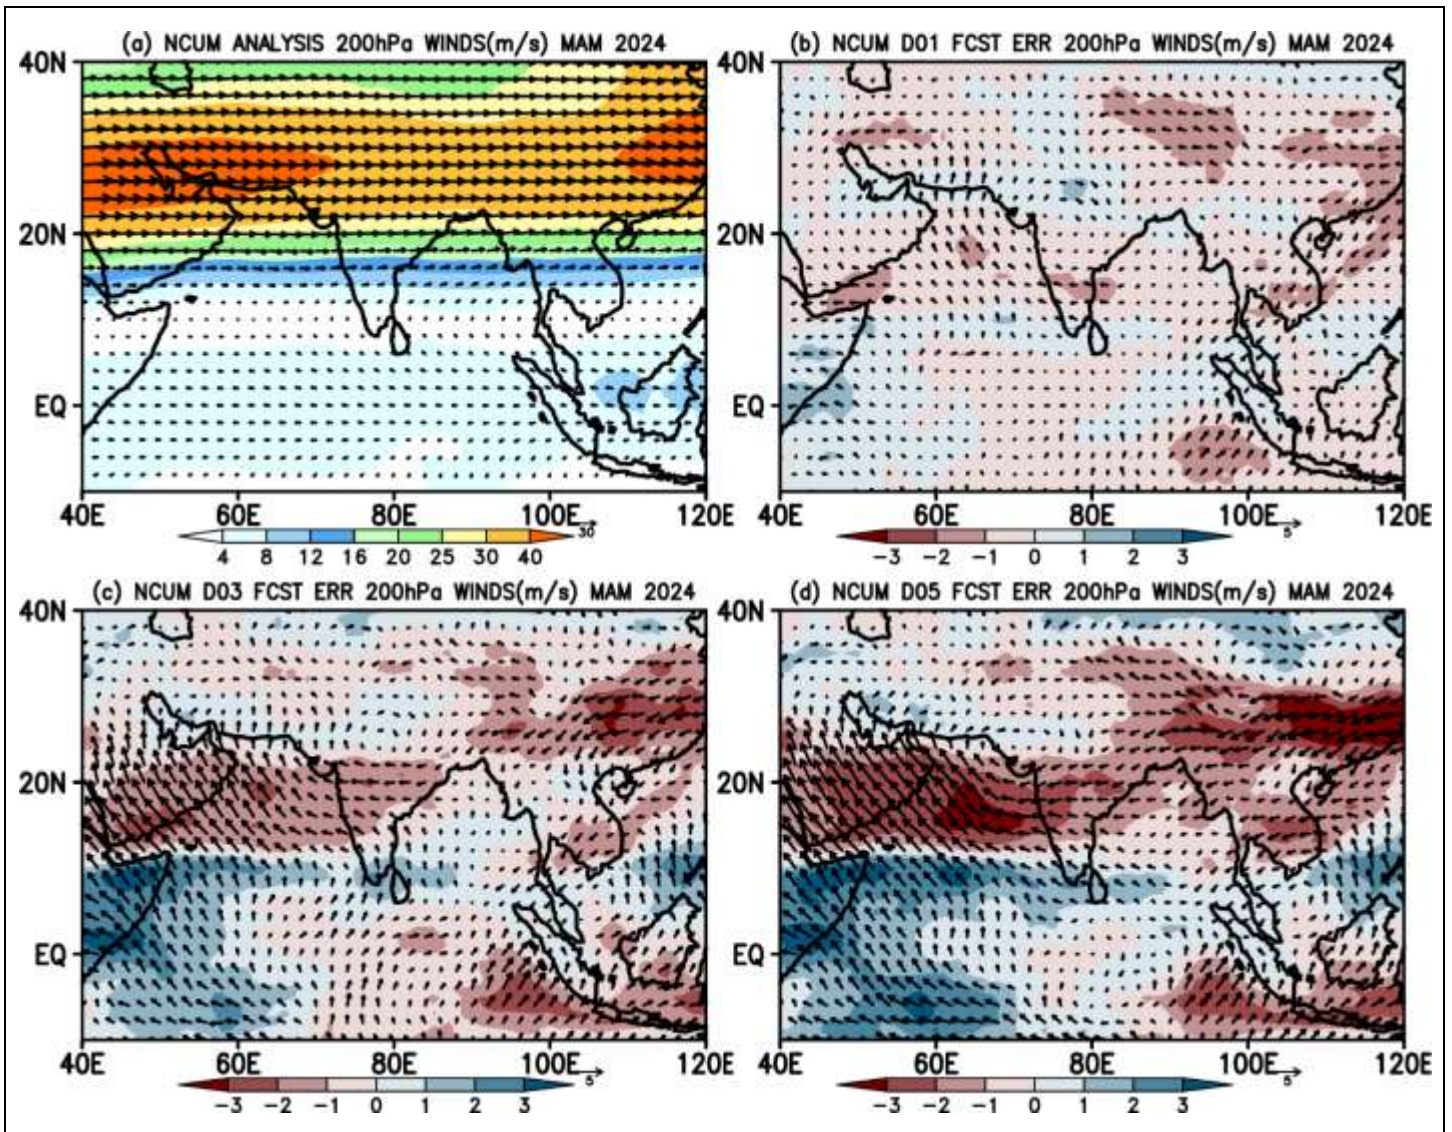 (a) NCUM ANALYSIS 200hPa WINDS(m/s) MAM 2024
40N
20N
EQ
40E 60E 80E 100E 120E
30
4 8 12 16 20 25 30 40
(b) NCUM D01 FCST ERR 200hPa WINDS(m/s) MAM 2024
40N
20N
EQ
40E 60E 80E 100E 120E
5
-3 -2 -1 0 1 2 3
(c) NCUM D03 FCST ERR 200hPa WINDS(m/s) MAM 2024
40N
20N
EQ
40E 60E 80E 100E 120E
5
-3 -2 -1 0 1 2 3
(d) NCUM D05 FCST ERR 200hPa WINDS(m/s) MAM 2024
40N
20N
EQ
40E 60E 80E 100E 120E
5
-3 -2 -1 0 1 2 3